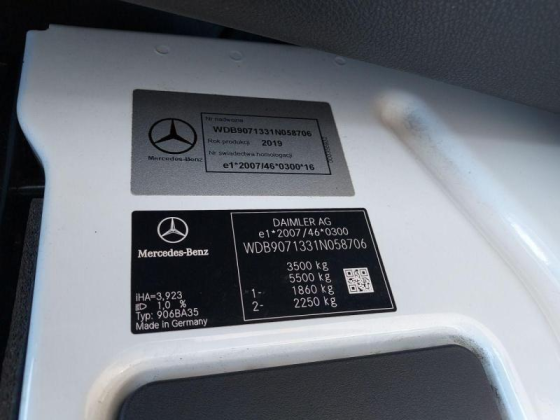 Nr nadwozia
WDB9071331N058706
Rok produkcji 2019
Nr świadectwa homologacji
e1*2007/46*0300*16
Mercedes-Benz
DAIMLER AG
e1*2007/46*0300
WDB9071331N058706
Mercedes-Benz
3500 kg
5500 kg
1- 1860 kg
2- 2250 kg
iHA=3,923
1,0 %
Typ: 906BA35
Made in Germany